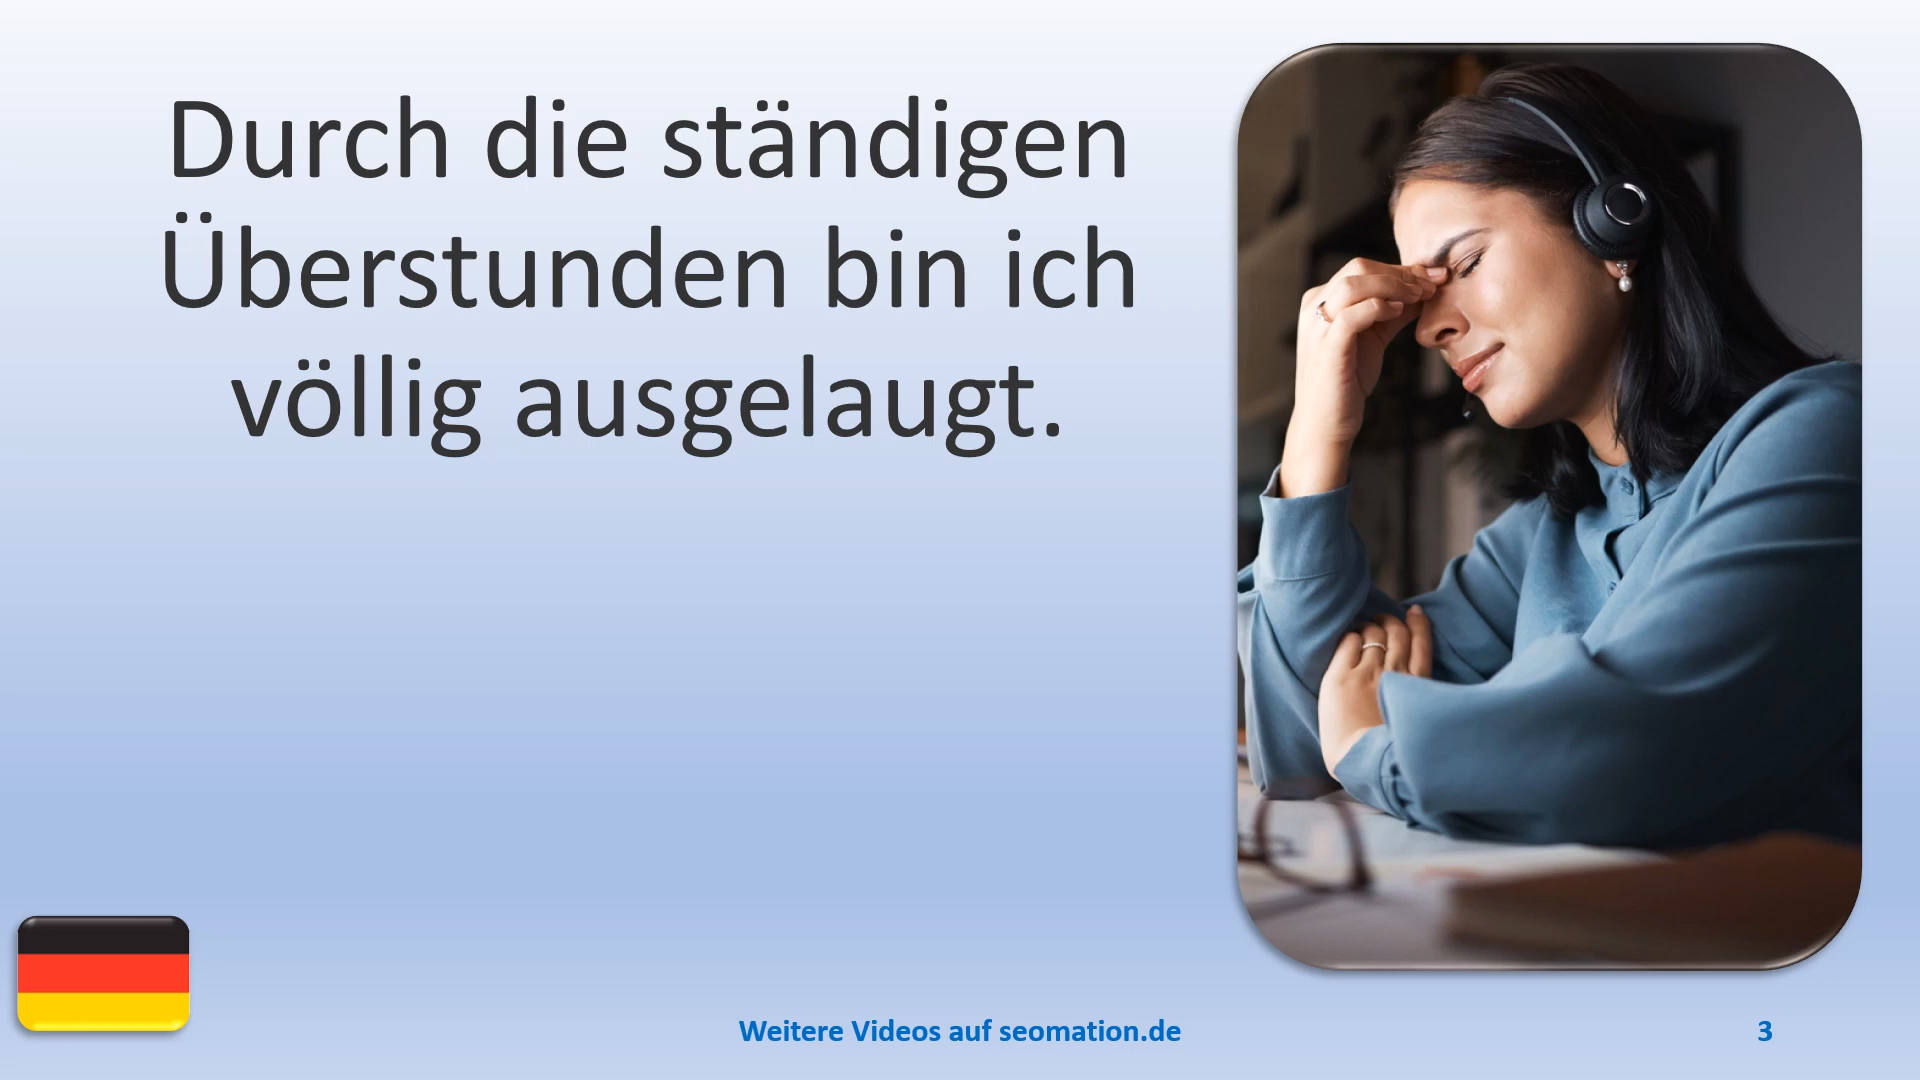 Durch die ständigen
Überstunden bin ich
völlig ausgelaugt.
Weitere Videos auf seomation.de
3